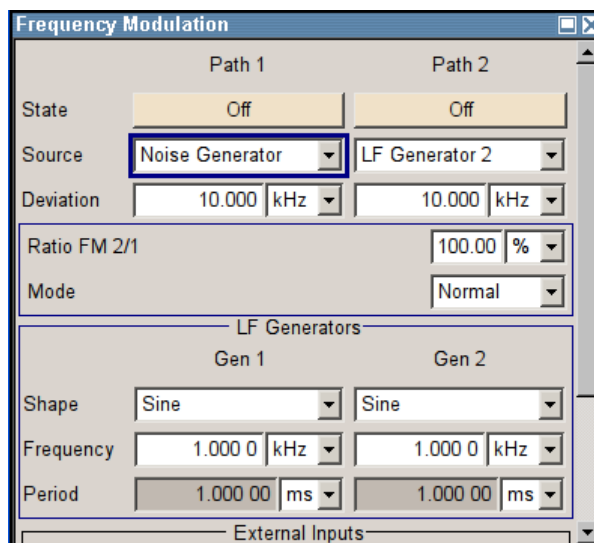 Frequency Modulation
Path 1 Path 2
State Off Off
Source Noise Generator LF Generator 2
Deviation 10.000 kHz 10.000 kHz
Ratio FM 2/1 100.00 %
Mode Normal
LF Generators
Gen 1 Gen 2
Shape Sine Sine
Frequency 1.000 0 kHz 1.000 0 kHz
Period 1.000 00 ms 1.000 00 ms
External Inputs